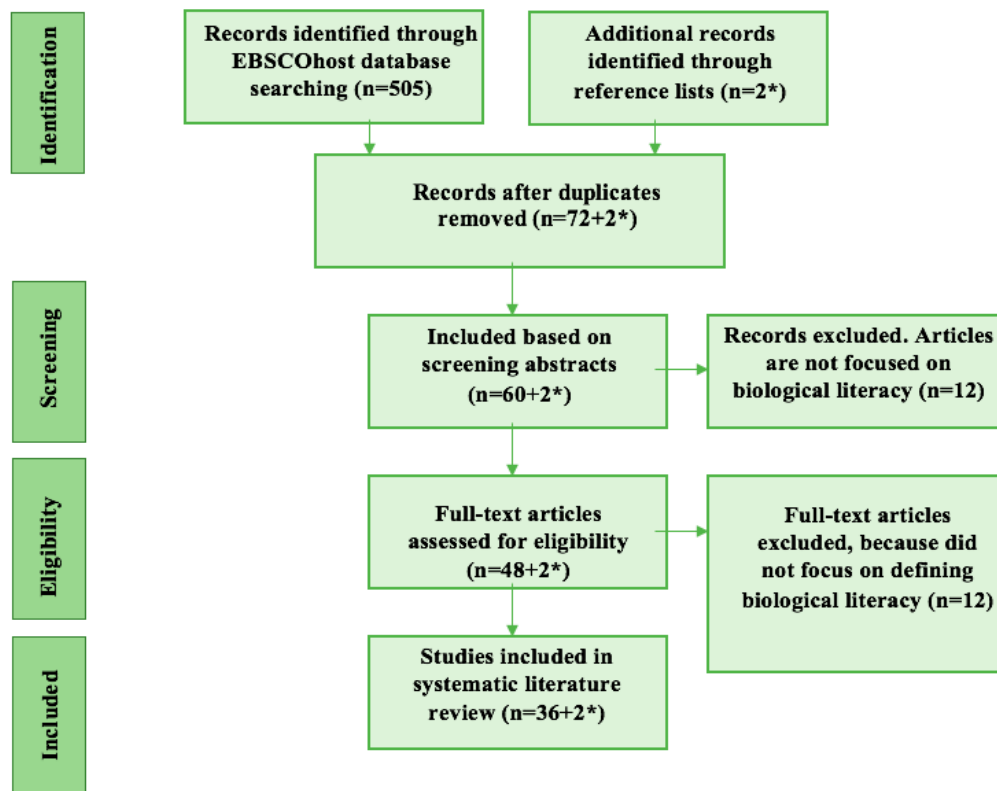 Identification
Records identified through
EBSCOhost database
searching (n=505)
Additional records
identified through
reference lists (n=2*)
Records after duplicates
removed (n=72+2*)
Screening
Included based on
screening abstracts
(n=60+2*)
Records excluded. Articles
are not focused on
biological literacy (n=12)
Eligibility
Full-text articles
assessed for eligibility
(n=48+2*)
Full-text articles
excluded, because did
not focus on defining
biological literacy (n=12)
Included
Studies included in
systematic literature
review (n=36+2*)